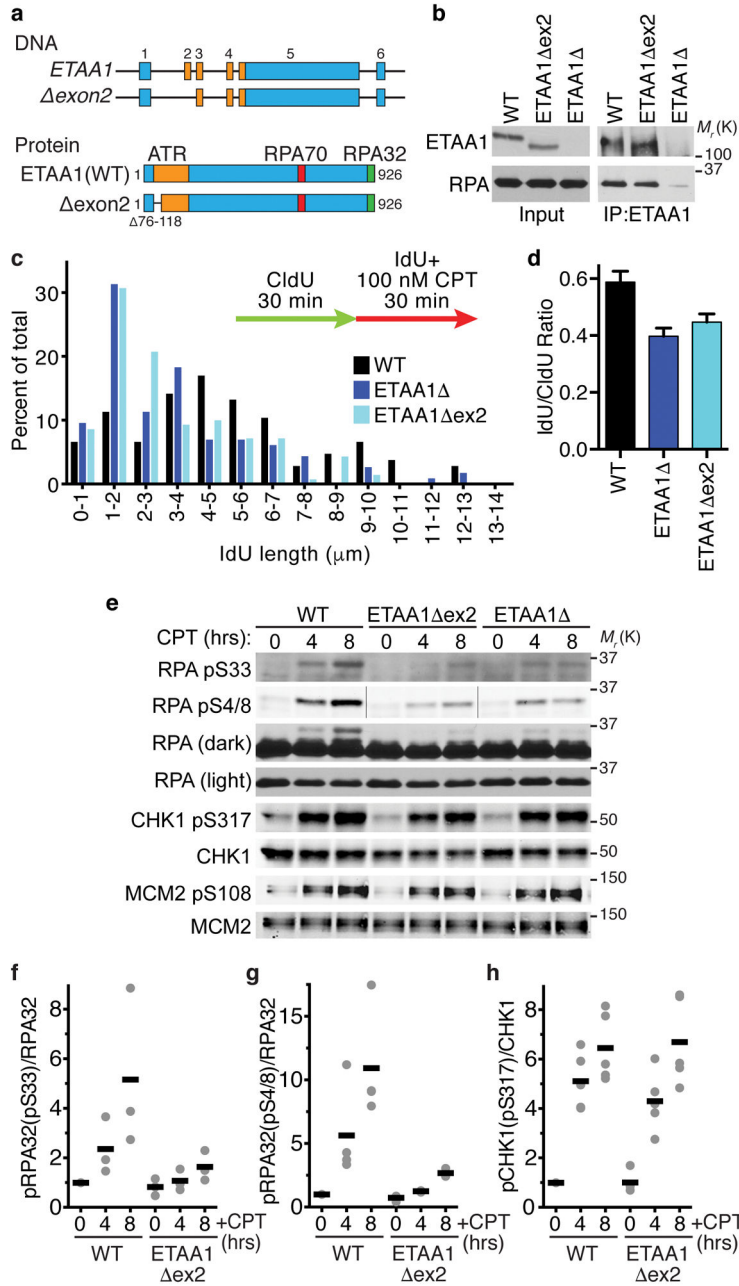 a
DNA
1 2 3 4 5 6
ETAA1
Δexon2
Protein
ATR RPA70 RPA32
ETAA1(WT) 1 926
Δexon2 1 926
Δ76-118
b
WT ETAA1Δex2 ETAA1Δ WT ETAA1Δex2 ETAA1Δ
Mr(K)
ETAA1 100
37
RPA
Input IP:ETAA1
c
CldU
30 min
IdU+
100 nM CPT
30 min
Percent of total
30
20
10
0
WT
ETAA1Δ
ETAA1Δex2
0-1 1-2 2-3 3-4 4-5 5-6 6-7 7-8 8-9 9-10 10-11 11-12 12-13 13-14
IdU length (μm)
d
IdU/CldU Ratio
0.6
0.4
0.2
0.0
WT ETAA1Δ ETAA1Δex2
e
WT ETAA1Δex2 ETAA1Δ
CPT (hrs): 0 4 8 0 4 8 0 4 8 Mr(K)
37
RPA pS33
37
RPA pS4/8
37
RPA (dark)
37
RPA (light)
CHK1 pS317 50
CHK1 50
150
MCM2 pS108
150
MCM2
f
pRPA32(pS33)/RPA32
8
6
4
2
0
0 4 8 0 4 8 +CPT
(hrs)
WT ETAA1
Δex2
g
pRPA32(pS4/8)/RPA32
15
10
5
0
0 4 8 0 4 8 +CPT
(hrs)
WT ETAA1
Δex2
h
pCHK1(pS317)/CHK1
8
6
4
2
0
0 4 8 0 4 8 +CPT
(hrs)
WT ETAA1
Δex2